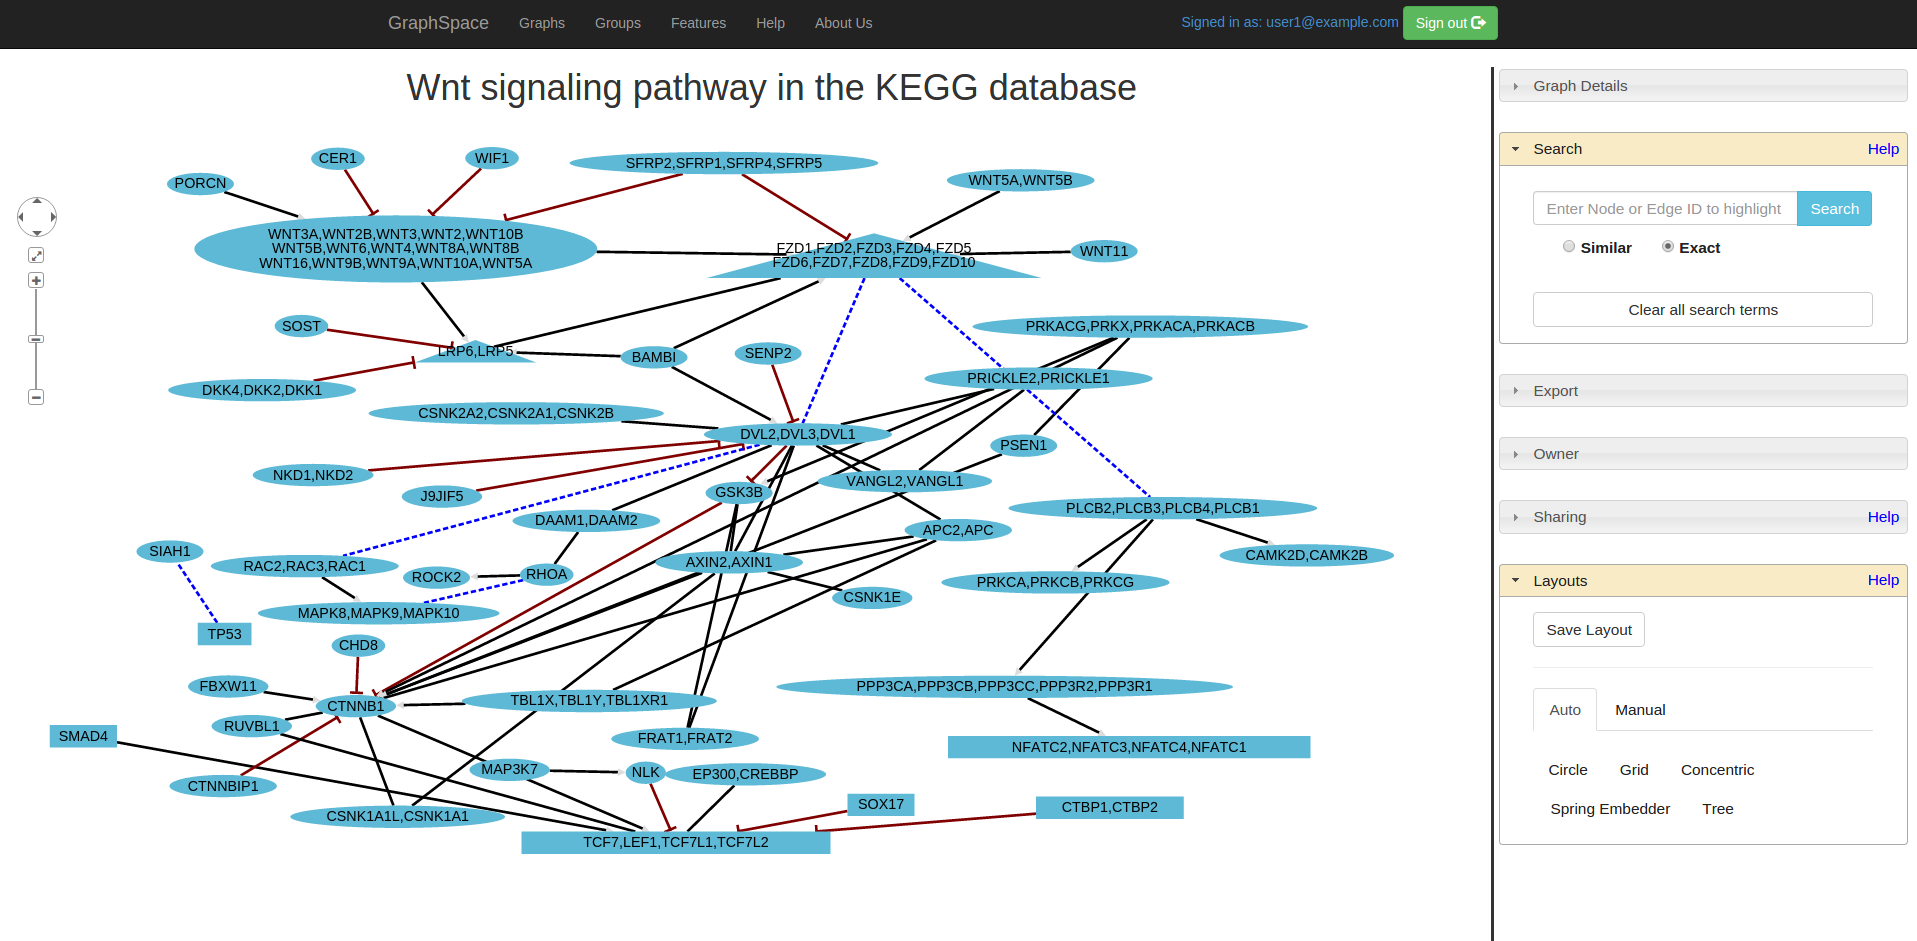 GraphSpace Graphs Groups Features Help About Us Signed in as: user1@example.com Sign out
Wnt signaling pathway in the KEGG database
CER1
WIF1
SFRP2,SFRP1,SFRP4,SFRP5
PORCN
WNT5A,WNT5B
WNT3A,WNT2B,WNT3,WNT2,WNT10B
WNT5B,WNT6,WNT4,WNT8A,WNT8B
WNT16,WNT9B,WNT9A,WNT10A,WNT5A
FZD1,FZD2,FZD3,FZD4,FZD5
FZD6,FZD7,FZD8,FZD9,FZD10
WNT11
SOST
PRKACG,PRKX,PRKACA,PRKACB
LRP6,LRP5
BAMBI
SENP2
DKK4,DKK2,DKK1
PRICKLE2,PRICKLE1
CSNK2A2,CSNK2A1,CSNK2B
DVL2,DVL3,DVL1
PSEN1
NKD1,NKD2
VANGL2,VANGL1
J9JIF5
GSK3B
PLCB2,PLCB3,PLCB4,PLCB1
DAAM1,DAAM2
APC2,APC
SIAH1
CAMK2D,CAMK2B
RAC2,RAC3,RAC1
AXIN2,AXIN1
ROCK2
RHOA
PRKCA,PRKCB,PRKCG
CSNK1E
MAPK8,MAPK9,MAPK10
TP53
CHD8
FBXW11
PPP3CA,PPP3CB,PPP3CC,PPP3R2,PPP3R1
CTNNB1
TBL1X,TBL1Y,TBL1XR1
RUVBL1
SMAD4
FRAT1,FRAT2
NFATC2,NFATC3,NFATC4,NFATC1
MAP3K7
NLK
EP300,CREBBP
CTNNBIP1
SOX17
CTBP1,CTBP2
CSNK1A1L,CSNK1A1
TCF7,LEF1,TCF7L1,TCF7L2
Graph Details
Search Help
Enter Node or Edge ID to highlight Search
Similar Exact
Clear all search terms
Export
Owner
Sharing Help
Layouts Help
Save Layout
Auto Manual
Circle Grid Concentric
Spring Embedder Tree